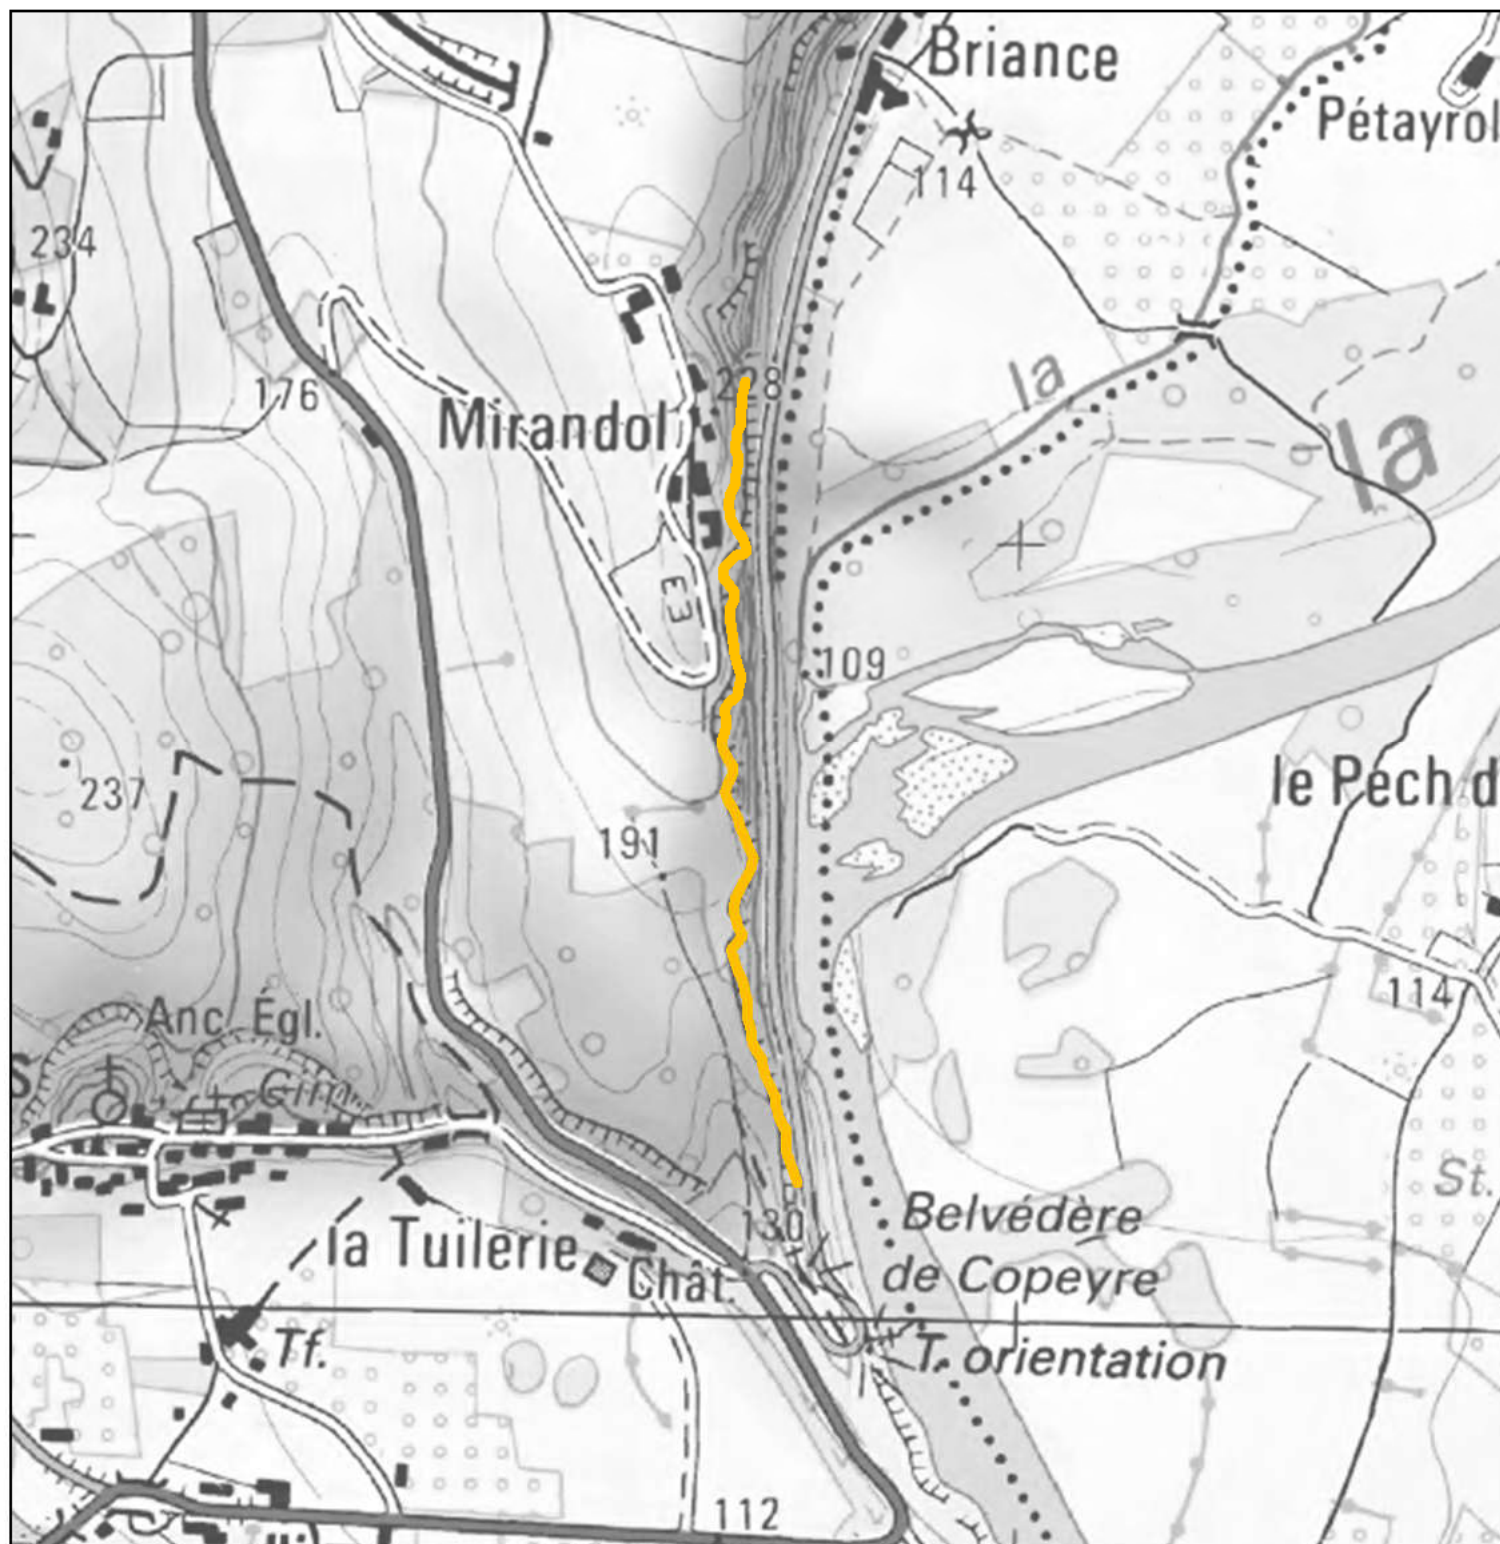 Briance
Pétayrol
114
234
la
228
176
Mirandol
la
E3
109
237
le Pech d
191
114
Anc. Égl.
S
Cim.
St.
130
Belvédère
de Copeyre
la Tuilerie
Chât.
T. orientation
Tf.
112